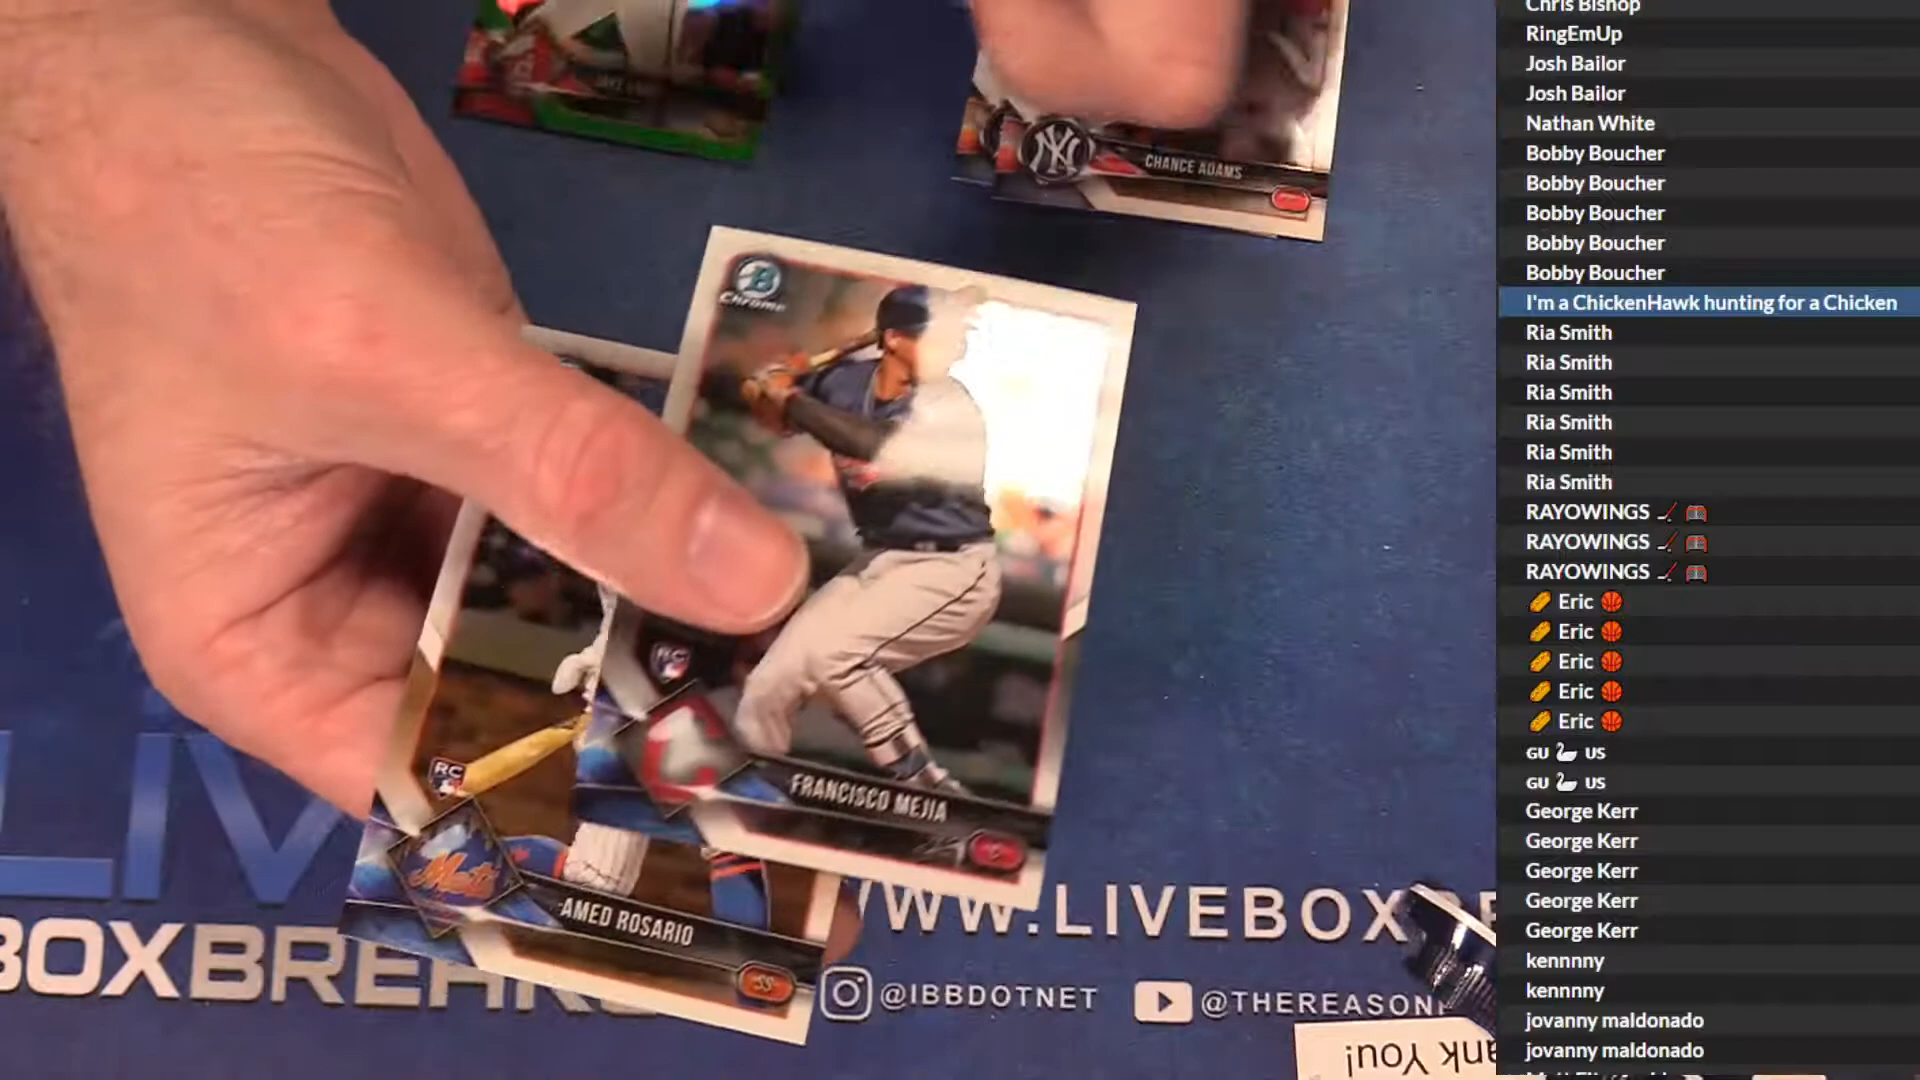 NY
CHANCE ADAMS
B
Chrome
RC
C
FRANCISCO MEJIA
C
RC
Mets
AMED ROSARIO
SS
LIV
BOXBRE
WWW.LIVEBOX
@IBBDOTNET
@THEREASON
ank You!
Chris Bishop
RingEmUp
Josh Bailor
Josh Bailor
Nathan White
Bobby Boucher
Bobby Boucher
Bobby Boucher
Bobby Boucher
Bobby Boucher
I'm a ChickenHawk hunting for a Chicken
Ria Smith
Ria Smith
Ria Smith
Ria Smith
Ria Smith
Ria Smith
RAYOWINGS
RAYOWINGS
RAYOWINGS
Eric
Eric
Eric
Eric
Eric
GU US
GU US
George Kerr
George Kerr
George Kerr
George Kerr
George Kerr
kennnny
kennnny
jovanny maldonado
jovanny maldonado